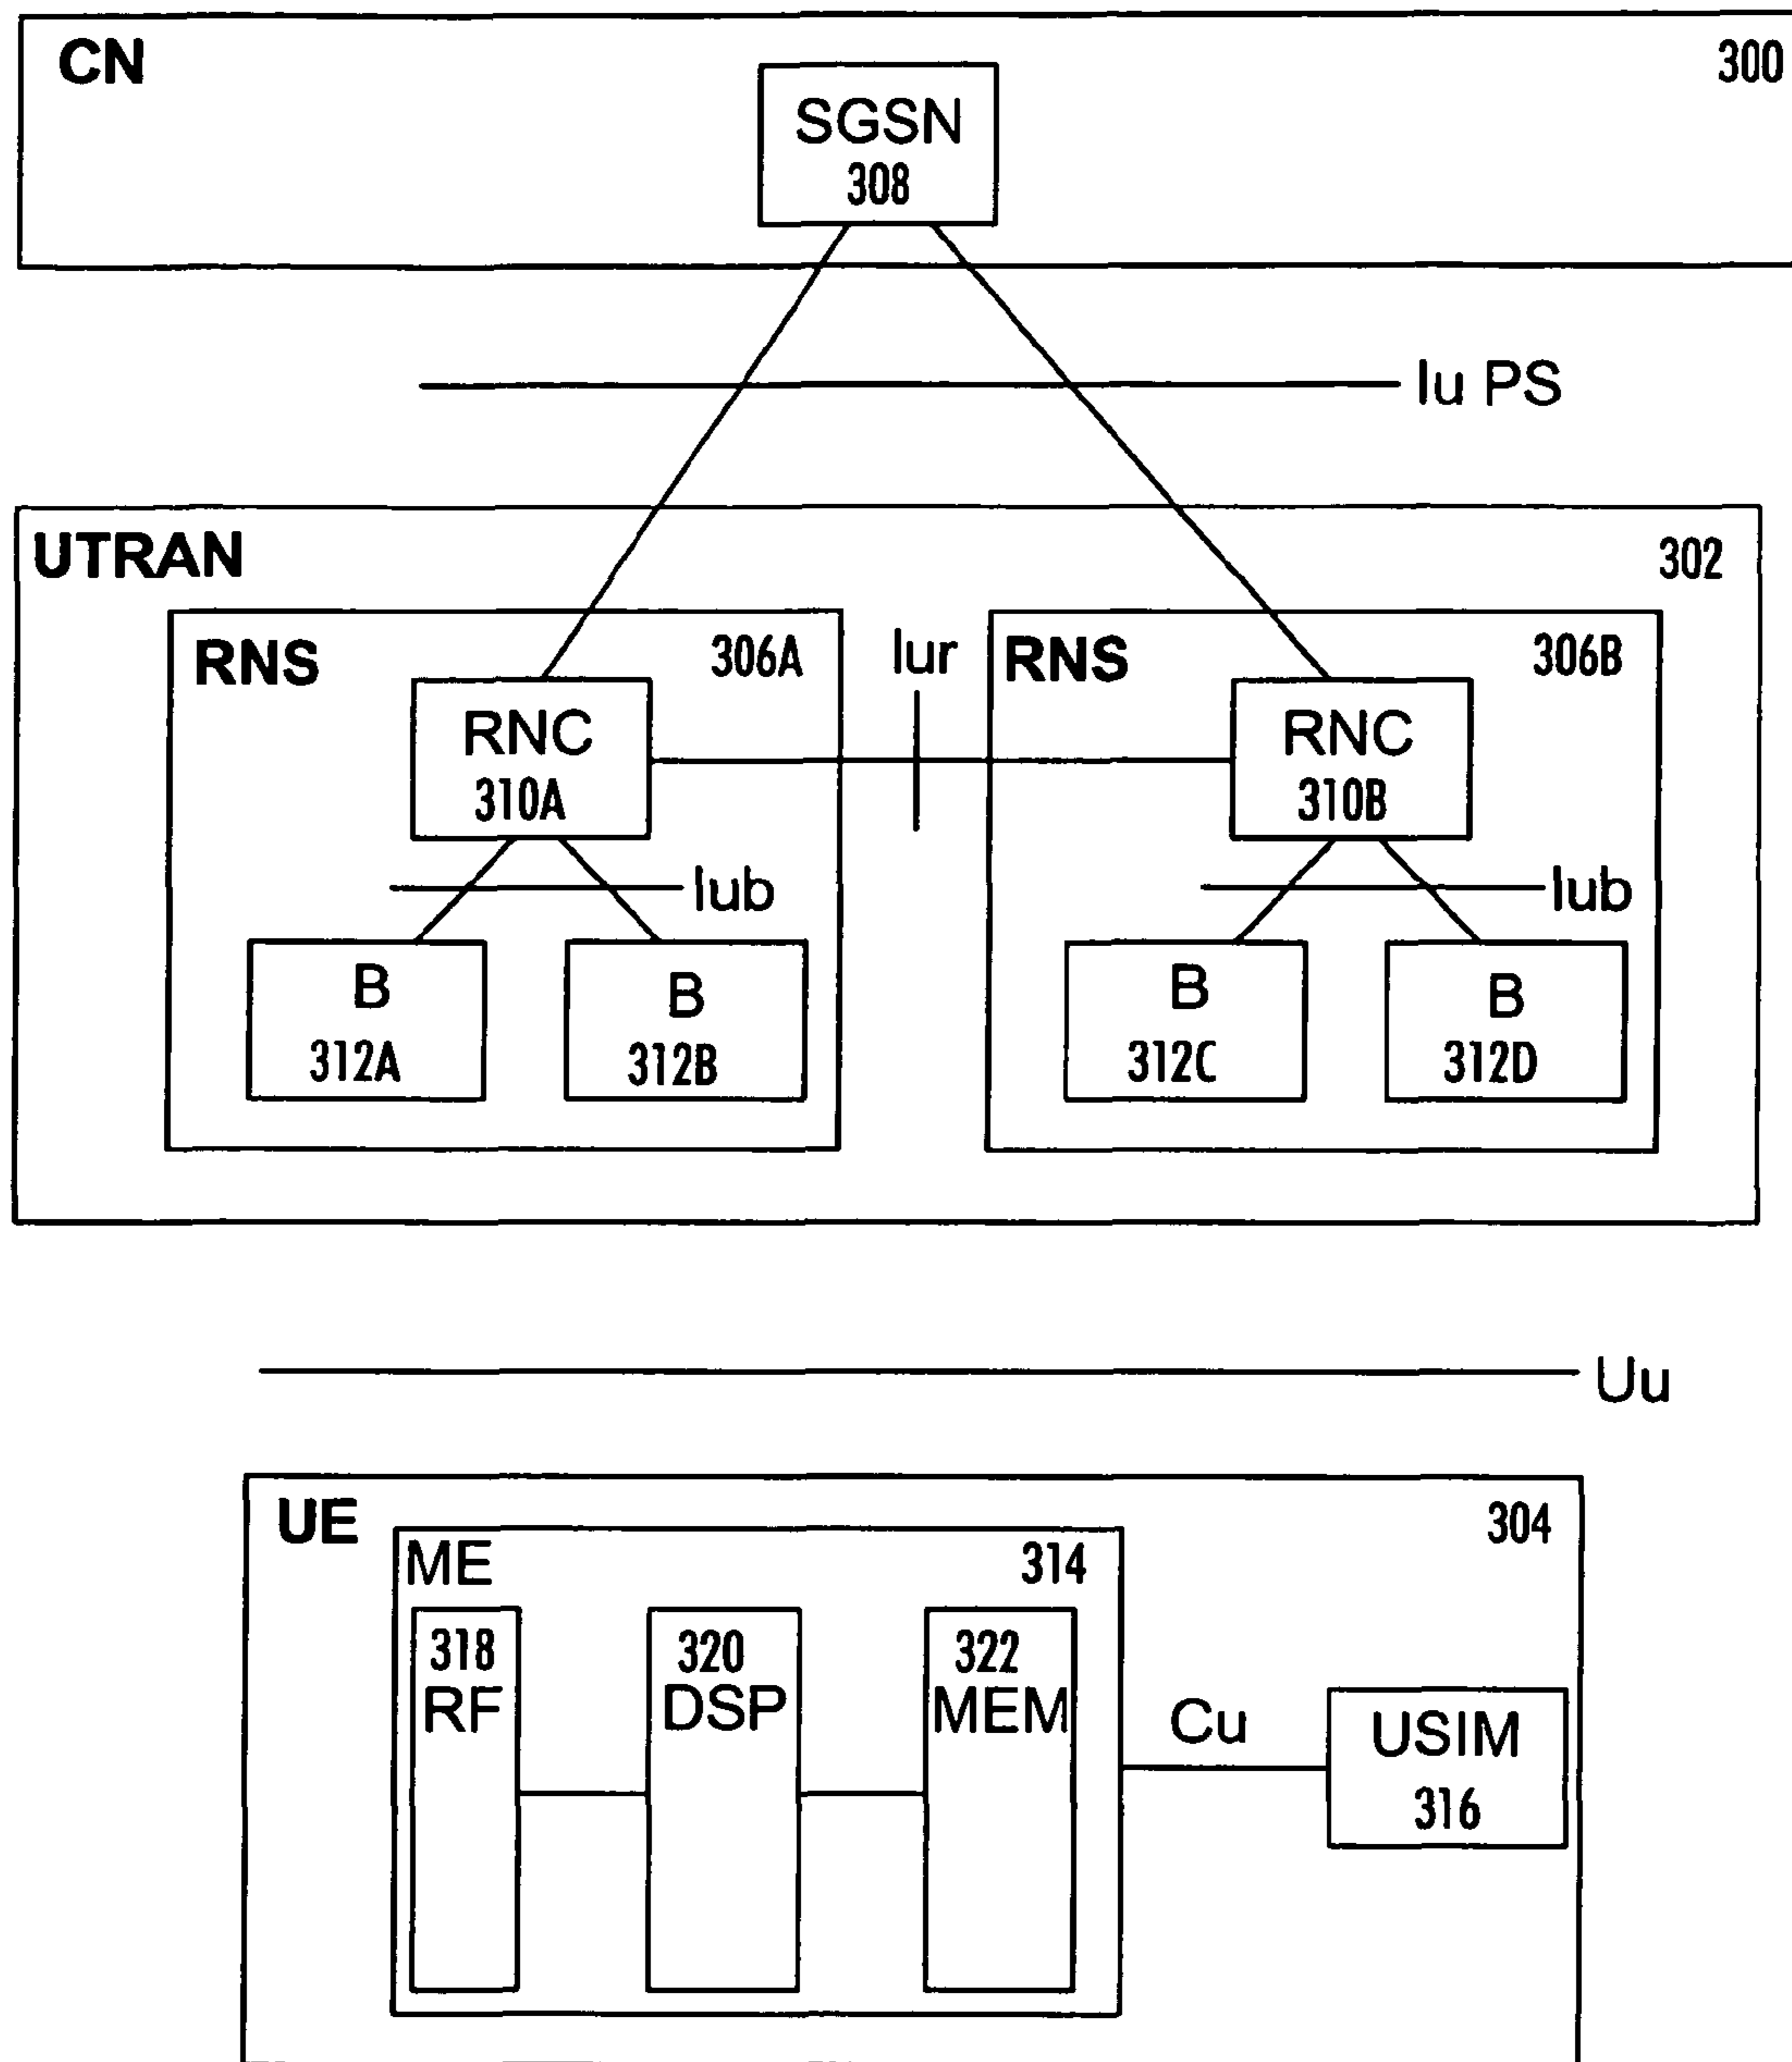 CN
300
SGSN
308
Iu PS
UTRAN
302
RNS
306A
Iur
RNS
306B
RNC
310A
RNC
310B
Iub
Iub
B
312A
B
312B
B
312C
B
312D
Uu
UE
304
ME
314
318
RF
320
DSP
322
MEM
Cu
USIM
316